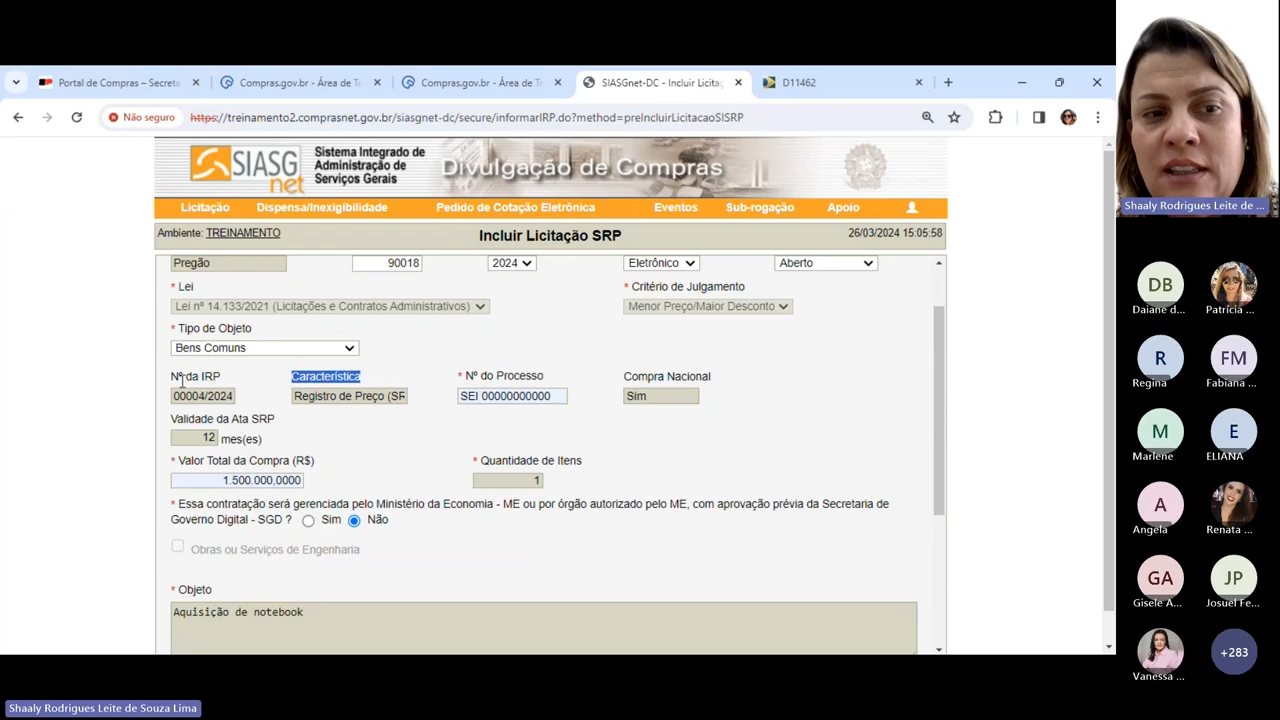 Portal de Compras – Secreta
Compras.gov.br - Área de Tr
Compras.gov.br - Área de Tr
SIASGnet-DC - Incluir Licitaç
D11462
Não seguro
https://treinamento2.comprasnet.gov.br/siasgnet-dc/secure/informarIRP.do?method=preIncluirLicitacaoSISRP
SIASG
net
Sistema Integrado de
Administração de
Serviços Gerais
Divulgação de Compras
Licitação Dispensa/Inexigibilidade Pedido de Cotação Eletrônica Eventos Sub-rogação Apoio
Ambiente: TREINAMENTO
Incluir Licitação SRP
26/03/2024 15:05:58
Pregão 90018 2024 Eletrônico Aberto
* Lei * Critério de Julgamento
Lei nº 14.133/2021 (Licitações e Contratos Administrativos) Menor Preço/Maior Desconto
* Tipo de Objeto
Bens Comuns
Nº da IRP Característica * Nº do Processo Compra Nacional
00004/2024 Registro de Preço (SR SEI 00000000000 Sim
Validade da Ata SRP
12 mes(es)
* Valor Total da Compra (R$) * Quantidade de Itens
1.500.000,0000 1
* Essa contratação será gerenciada pelo Ministério da Economia - ME ou por órgão autorizado pelo ME, com aprovação prévia da Secretaria de
Governo Digital - SGD ? Sim Não
Obras ou Serviços de Engenharia
* Objeto
Aquisição de notebook
Shaaly Rodrigues Leite de ...
DB
Daiane d...
Patrícia ...
R
Regina
FM
Fabiana ...
M
Marlene
E
ELIANA
A
Angela
Renata ...
GA
Gisele A...
JP
Josuel Fe...
Vanessa ...
+283
Shaaly Rodrigues Leite de Souza Lima